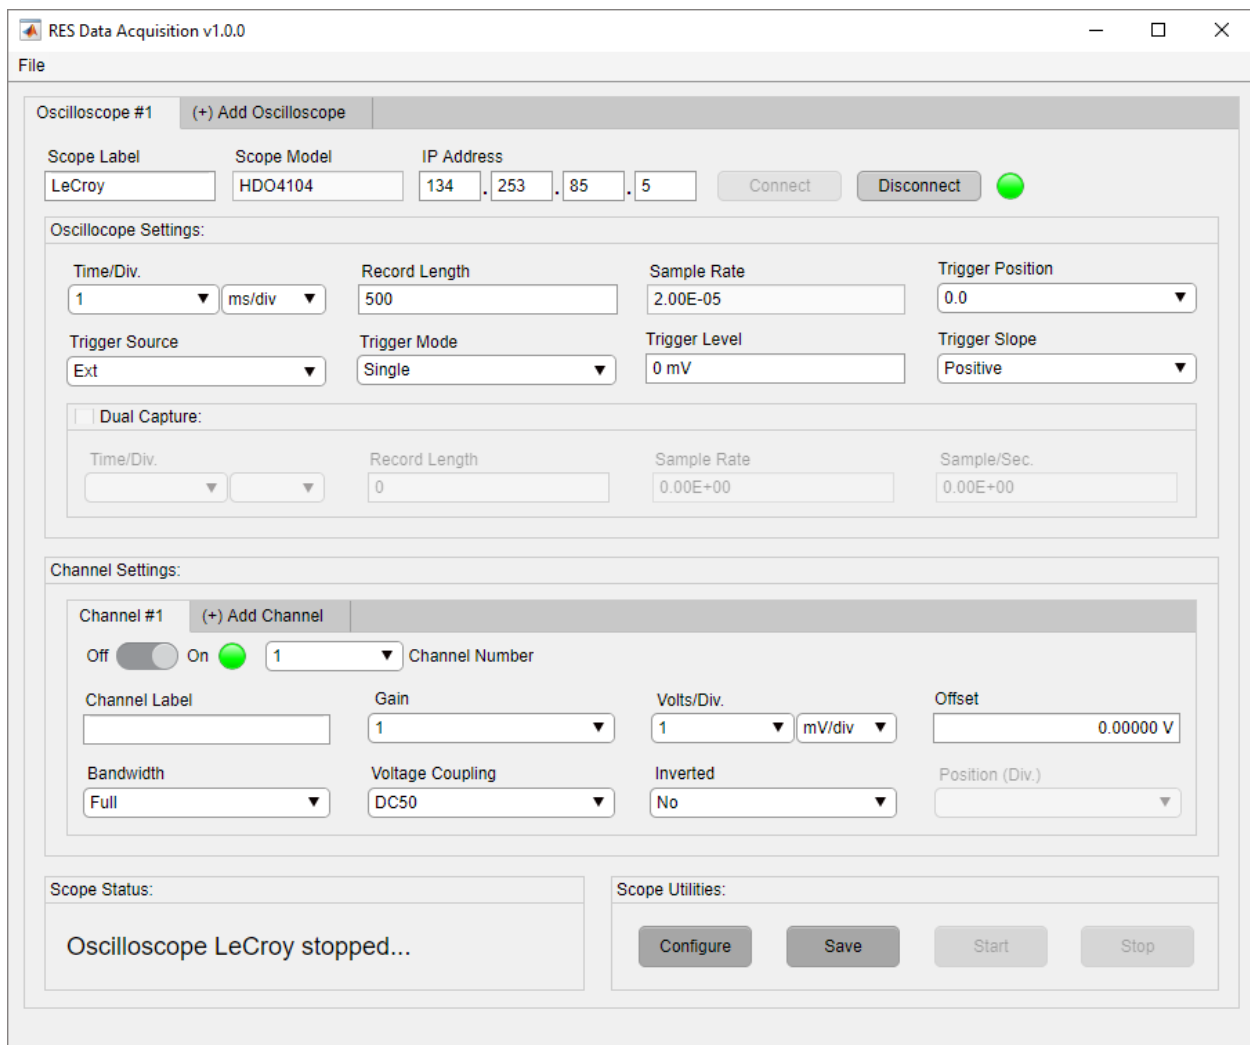 RES Data Acquisition v1.0.0
File
Oscilloscope #1 (+) Add Oscilloscope
Scope Label Scope Model IP Address
LeCroy HDO4104 134 . 253 . 85 . 5 Connect Disconnect
Oscillocope Settings:
Time/Div. Record Length Sample Rate Trigger Position
1 ms/div 500 2.00E-05 0.0
Trigger Source Trigger Mode Trigger Level Trigger Slope
Ext Single 0 mV Positive
Dual Capture:
Time/Div. Record Length Sample Rate Sample/Sec.
0 0.00E+00 0.00E+00
Channel Settings:
Channel #1 (+) Add Channel
Off On 1 Channel Number
Channel Label Gain Volts/Div. Offset
1 1 mV/div 0.00000 V
Bandwidth Voltage Coupling Inverted Position (Div.)
Full DC50 No
Scope Status: Scope Utilities:
Oscilloscope LeCroy stopped... Configure Save Start Stop